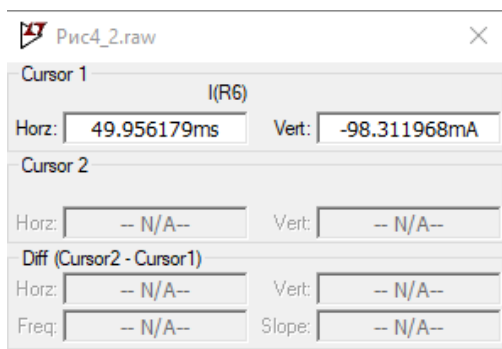 Рис4_2.raw
Cursor 1
I(R6)
Horz: 49.956179ms Vert: -98.311968mA
Cursor 2
Horz: -- N/A-- Vert: -- N/A--
Diff (Cursor2 - Cursor1)
Horz: -- N/A-- Vert: -- N/A--
Freq: -- N/A-- Slope: -- N/A--